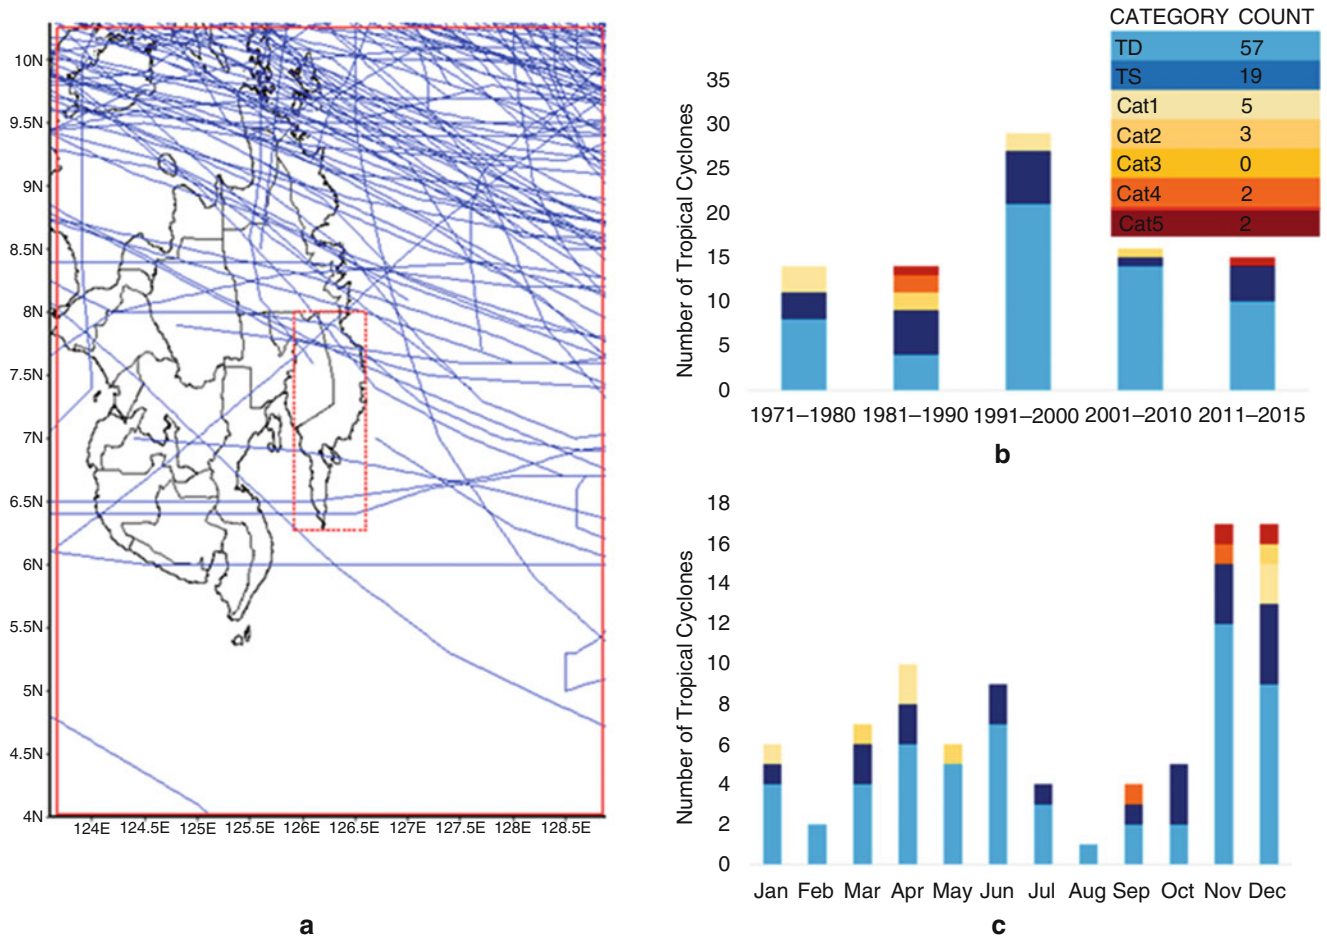 10N
9.5N
9N
8.5N
8N
7.5N
7N
6.5N
6N
5.5N
5N
4.5N
4N
124E 124.5E 125E 125.5E 126E 126.5E 127E 127.5E 128E 128.5E
a
CATEGORY COUNT
TD 57
TS 19
Cat1 5
Cat2 3
Cat3 0
Cat4 2
Cat5 2
Number of Tropical Cyclones
35
30
25
20
15
10
5
0
1971–1980 1981–1990 1991–2000 2001–2010 2011–2015
b
Number of Tropical Cyclones
18
16
14
12
10
8
6
4
2
0
Jan Feb Mar Apr May Jun Jul Aug Sep Oct Nov Dec
c